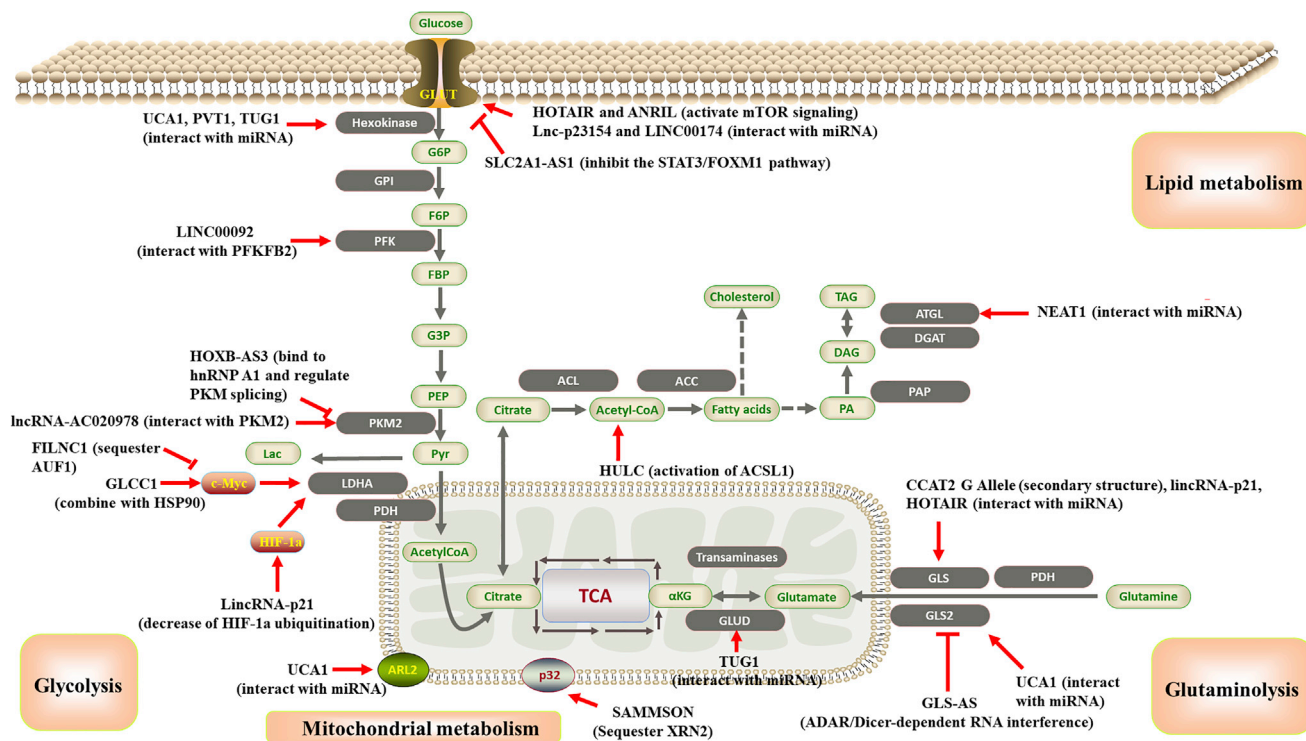 Glucose
GLUT
UCA1, PVT1, TUG1
(interact with miRNA)
Hexokinase
HOTAIR and ANRIL (activate mTOR signaling)
Lnc-p23154 and LINC00174 (interact with miRNA)
G6P
SLC2A1-AS1 (inhibit the STAT3/FOXM1 pathway)
GPI
Lipid metabolism
F6P
LINC00092
(interact with PFKFB2)
PFK
FBP
Cholesterol
TAG
ATGL
NEAT1 (interact with miRNA)
DGAT
G3P
DAG
HOXB-AS3 (bind to
hnRNP A1 and regulate
PKM splicing)
ACL
ACC
PAP
PEP
Citrate
Acetyl-CoA
Fatty acids
PA
lncRNA-AC020978 (interact with PKM2)
PKM2
FILNC1 (sequester
AUF1)
Lac
Pyr
HULC (activation of ACSL1)
GLCC1
(combine with HSP90)
c-Myc
LDHA
PDH
CCAT2 G Allele (secondary structure), lincRNA-p21,
HOTAIR (interact with miRNA)
HIF-1a
AcetylCoA
Transaminases
GLS
PDH
Citrate
TCA
αKG
Glutamate
Glutamine
LincRNA-p21
(decrease of HIF-1a ubiquitination)
GLUD
GLS2
UCA1
(interact with miRNA)
ARL2
p32
TUG1
(interact with miRNA)
UCA1 (interact
with miRNA)
Glycolysis
Glutaminolysis
GLS-AS
(ADAR/Dicer-dependent RNA interference)
SAMMSON
(Sequester XRN2)
Mitochondrial metabolism